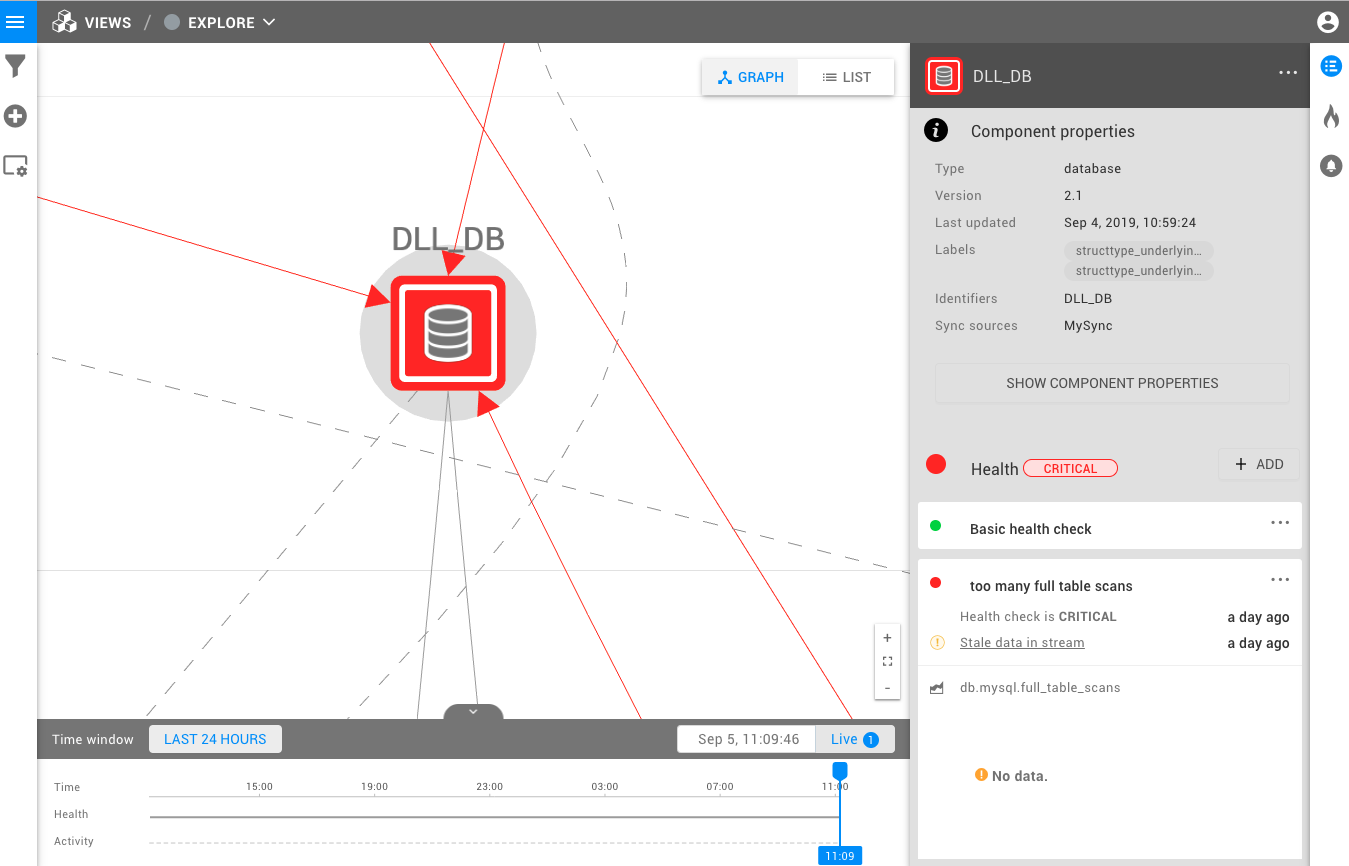 VIEWS / EXPLORE
GRAPH LIST
DLL_DB
DLL_DB
Component properties
Type database
Version 2.1
Last updated Sep 4, 2019, 10:59:24
Labels structtype_underlyin...
structtype_underlyin...
Identifiers DLL_DB
Sync sources MySync
SHOW COMPONENT PROPERTIES
Health CRITICAL + ADD
Basic health check
too many full table scans
Health check is CRITICAL a day ago
Stale data in stream a day ago
db.mysql.full_table_scans
No data.
+
-
Time window LAST 24 HOURS Sep 5, 11:09:46 Live 1
Time 15:00 19:00 23:00 03:00 07:00 11:00
Health
Activity
11:09